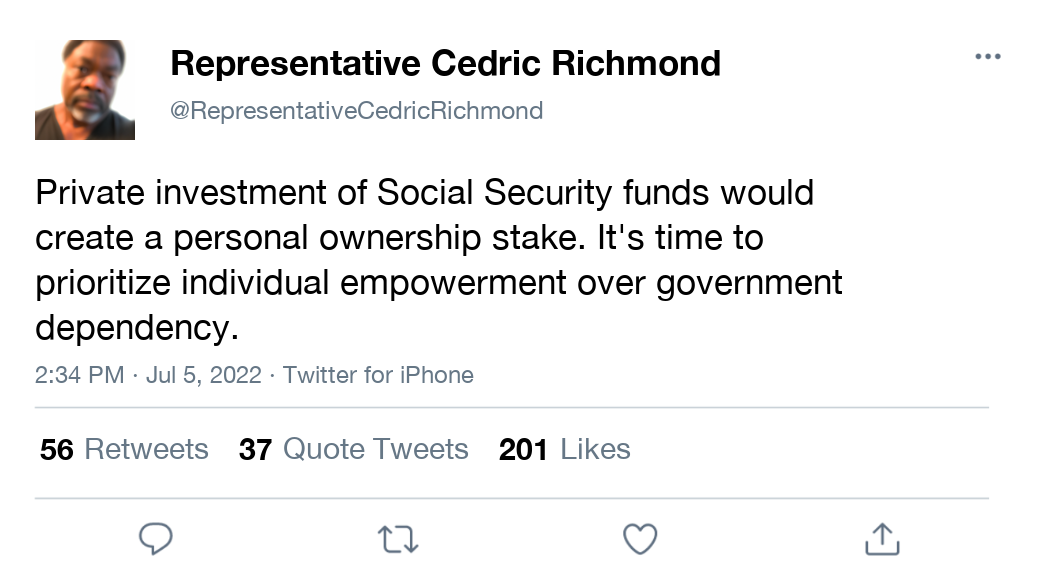 Representative Cedric Richmond
@RepresentativeCedricRichmond
Private investment of Social Security funds would
create a personal ownership stake. It's time to
prioritize individual empowerment over government
dependency.
2:34 PM · Jul 5, 2022 · Twitter for iPhone
56 Retweets 37 Quote Tweets 201 Likes